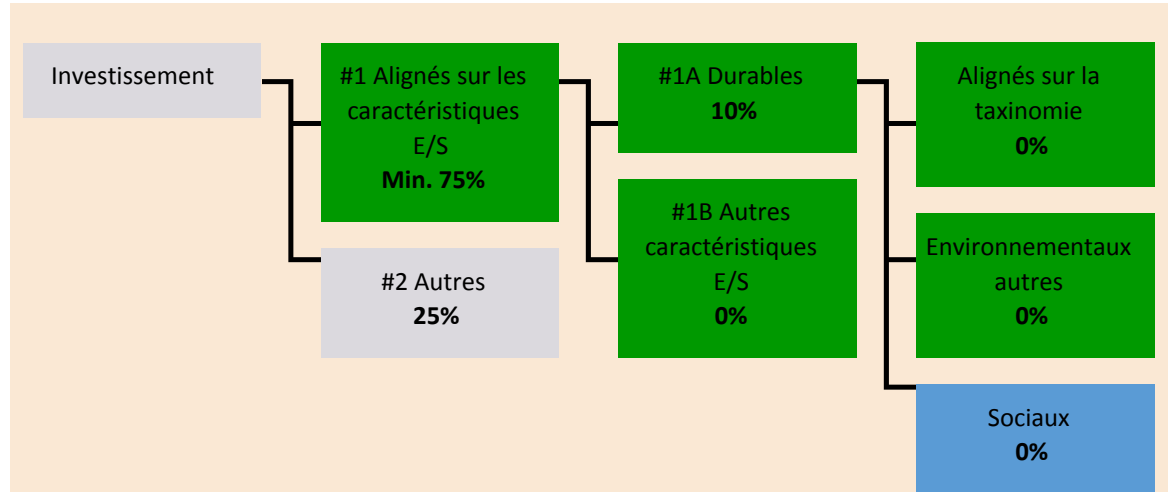 Investissement
#1 Alignés sur les
caractéristiques
E/S
Min. 75%
#2 Autres
25%
#1A Durables
10%
#1B Autres
caractéristiques
E/S
0%
Alignés sur la
taxinomie
0%
Environnementaux
autres
0%
Sociaux
0%